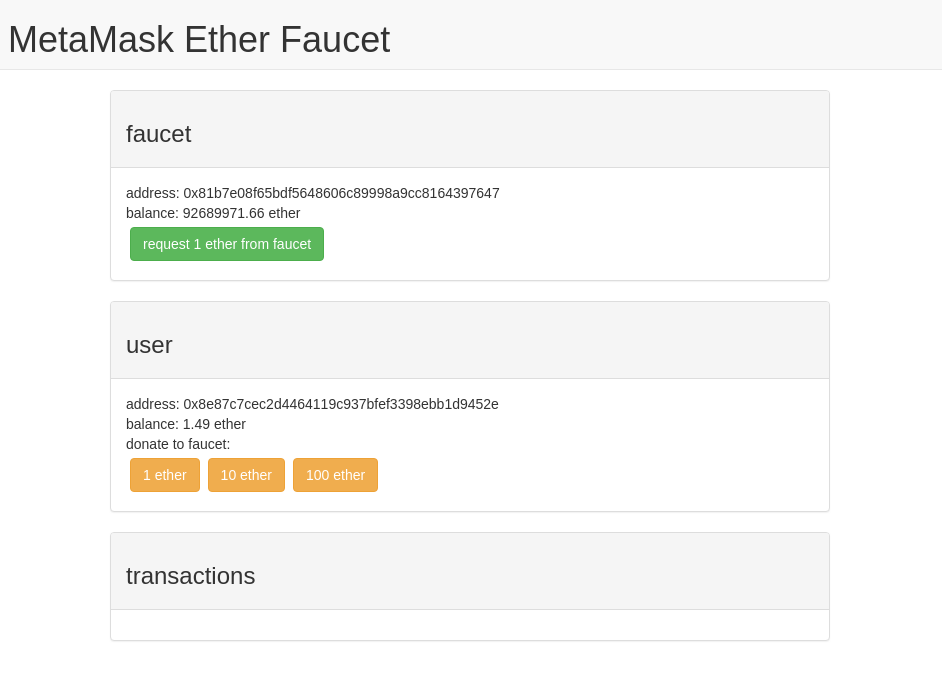 MetaMask Ether Faucet
faucet
address: 0x81b7e08f65bdf5648606c89998a9cc8164397647
balance: 92689971.66 ether
request 1 ether from faucet
user
address: 0x8e87c7cec2d4464119c937bfef3398ebb1d9452e
balance: 1.49 ether
donate to faucet:
1 ether 10 ether 100 ether
transactions